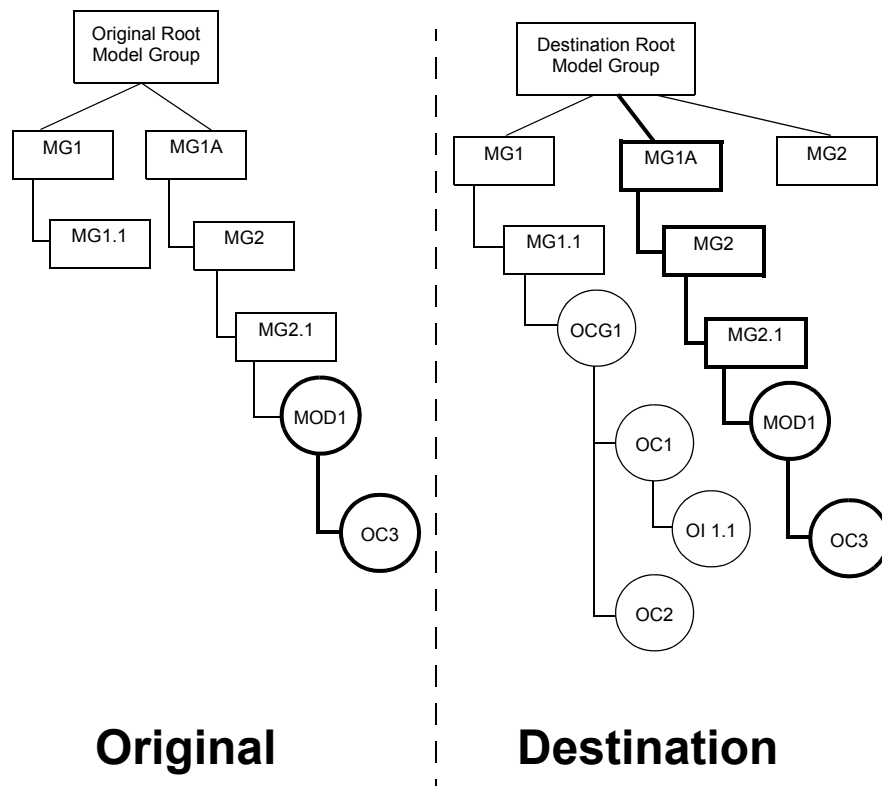 Original Root
Model Group
MG1
MG1A
MG1.1
MG2
MG2.1
MOD1
OC3
Original
Destination Root
Model Group
MG1
MG1A
MG2
MG1.1
MG2
OCG1
MG2.1
OC1
MOD1
OI 1.1
OC3
OC2
Destination